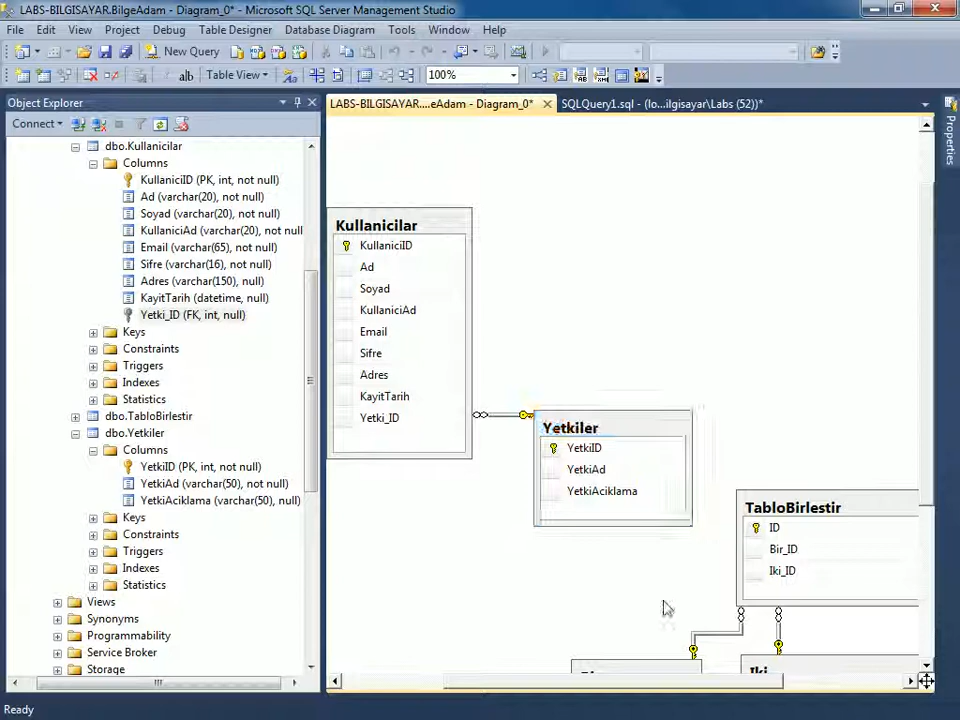 LABS-BILGISAYAR.BilgeAdam - Diagram_0* - Microsoft SQL Server Management Studio
File Edit View Project Debug Table Designer Database Diagram Tools Window Help
New Query
ab Table View 100%
Object Explorer
LABS-BILGISAYAR....eAdam - Diagram_0*
SQLQuery1.sql - (lo...ilgisayar\Labs (52))*
Properties
Connect
dbo.Kullanicilar
Columns
KullaniciID (PK, int, not null)
Ad (varchar(20), not null)
Soyad (varchar(20), not null)
KullaniciAd (varchar(20), not null
Email (varchar(65), not null)
Sifre (varchar(16), not null)
Adres (varchar(150), null)
KayitTarih (datetime, null)
Yetki_ID (FK, int, null)
Keys
Constraints
Triggers
Indexes
Statistics
dbo.TabloBirlestir
dbo.Yetkiler
Columns
YetkiID (PK, int, not null)
YetkiAd (varchar(50), not null)
YetkiAciklama (varchar(50), null)
Keys
Constraints
Triggers
Indexes
Statistics
Views
Synonyms
Programmability
Service Broker
Storage
Kullanicilar
KullaniciID
Ad
Soyad
KullaniciAd
Email
Sifre
Adres
KayitTarih
Yetki_ID
Yetkiler
YetkiID
YetkiAd
YetkiAciklama
TabloBirlestir
ID
Bir_ID
Iki_ID
Iki
Ready